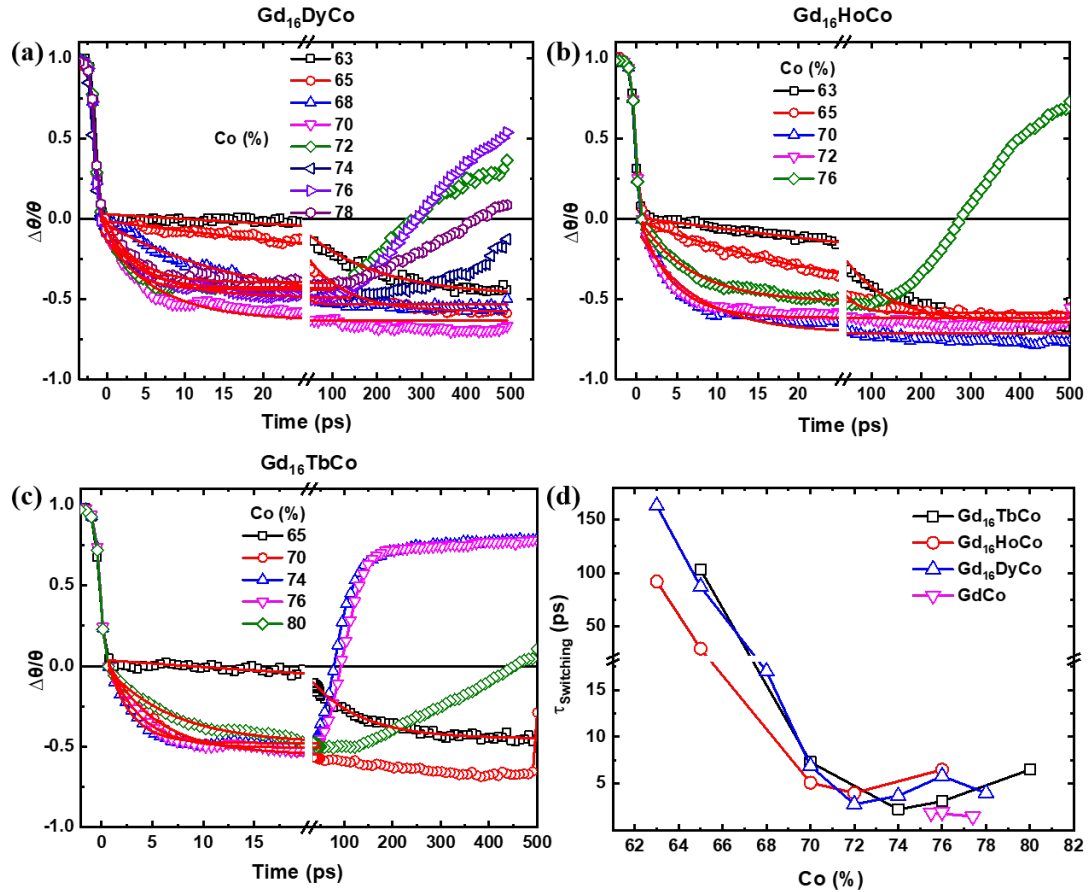 Gd₁₆DyCo
(a)
1.0
0.5
0.0
-0.5
-1.0
Δθ/θ
Co (%)
63
65
68
70
72
74
76
78
0 5 10 15 20 100 200 300 400 500
Time (ps)
Gd₁₆HoCo
(b)
1.0
0.5
0.0
-0.5
-1.0
Δθ/θ
Co (%)
63
65
70
72
76
0 5 10 15 20 100 200 300 400 500
Time (ps)
Gd₁₆TbCo
(c)
1.0
0.5
0.0
-0.5
-1.0
Δθ/θ
Co (%)
65
70
74
76
80
0 5 10 15 100 200 300 400 500
Time (ps)
(d)
150
100
50
15
10
5
0
τSwitching (ps)
Gd₁₆TbCo
Gd₁₆HoCo
Gd₁₆DyCo
GdCo
62 64 66 68 70 72 74 76 78 80 82
Co (%)